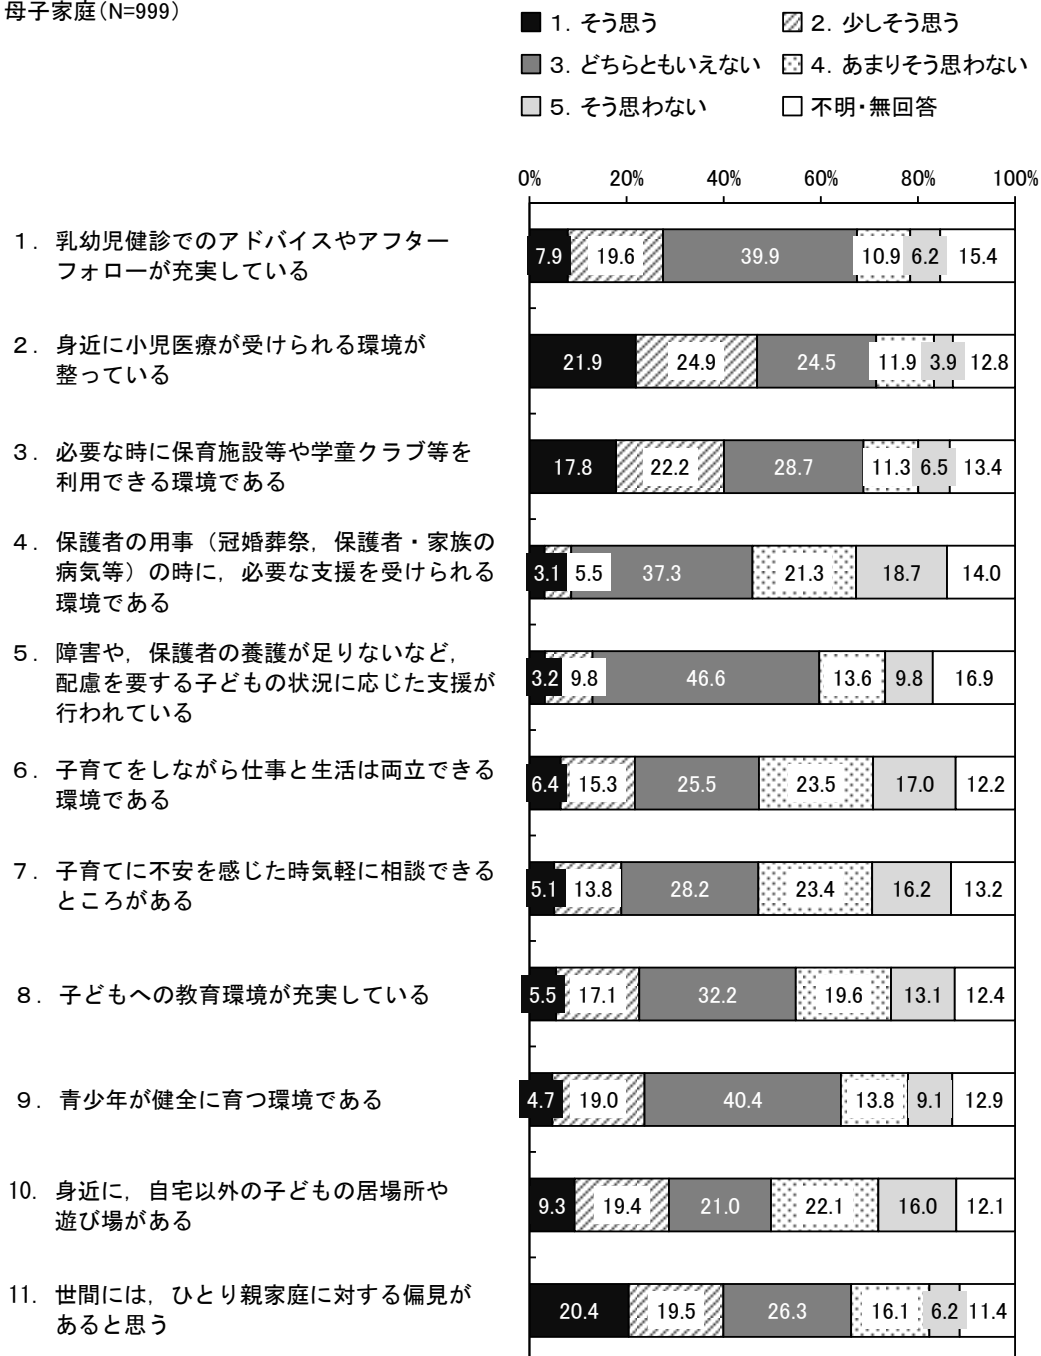 母子家庭(N=999)
1. そう思う
2. 少しそう思う
3. どちらともいえない
4. あまりそう思わない
5. そう思わない
不明・無回答
0% 20% 40% 60% 80% 100%
1. 乳幼児健診でのアドバイスやアフター
フォローが充実している
7.9 19.6 39.9 10.9 6.2 15.4
2. 身近に小児医療が受けられる環境が
整っている
21.9 24.9 24.5 11.9 3.9 12.8
3. 必要な時に保育施設等や学童クラブ等を
利用できる環境である
17.8 22.2 28.7 11.3 6.5 13.4
4. 保護者の用事（冠婚葬祭，保護者・家族の
病気等）の時に，必要な支援を受けられる
環境である
3.1 5.5 37.3 21.3 18.7 14.0
5. 障害や，保護者の養護が足りないなど，
配慮を要する子どもの状況に応じた支援が
行われている
3.2 9.8 46.6 13.6 9.8 16.9
6. 子育てをしながら仕事と生活は両立できる
環境である
6.4 15.3 25.5 23.5 17.0 12.2
7. 子育てに不安を感じた時気軽に相談できる
ところがある
5.1 13.8 28.2 23.4 16.2 13.2
8. 子どもへの教育環境が充実している
5.5 17.1 32.2 19.6 13.1 12.4
9. 青少年が健全に育つ環境である
4.7 19.0 40.4 13.8 9.1 12.9
10. 身近に，自宅以外の子どもの居場所や
遊び場がある
9.3 19.4 21.0 22.1 16.0 12.1
11. 世間には，ひとり親家庭に対する偏見が
あると思う
20.4 19.5 26.3 16.1 6.2 11.4